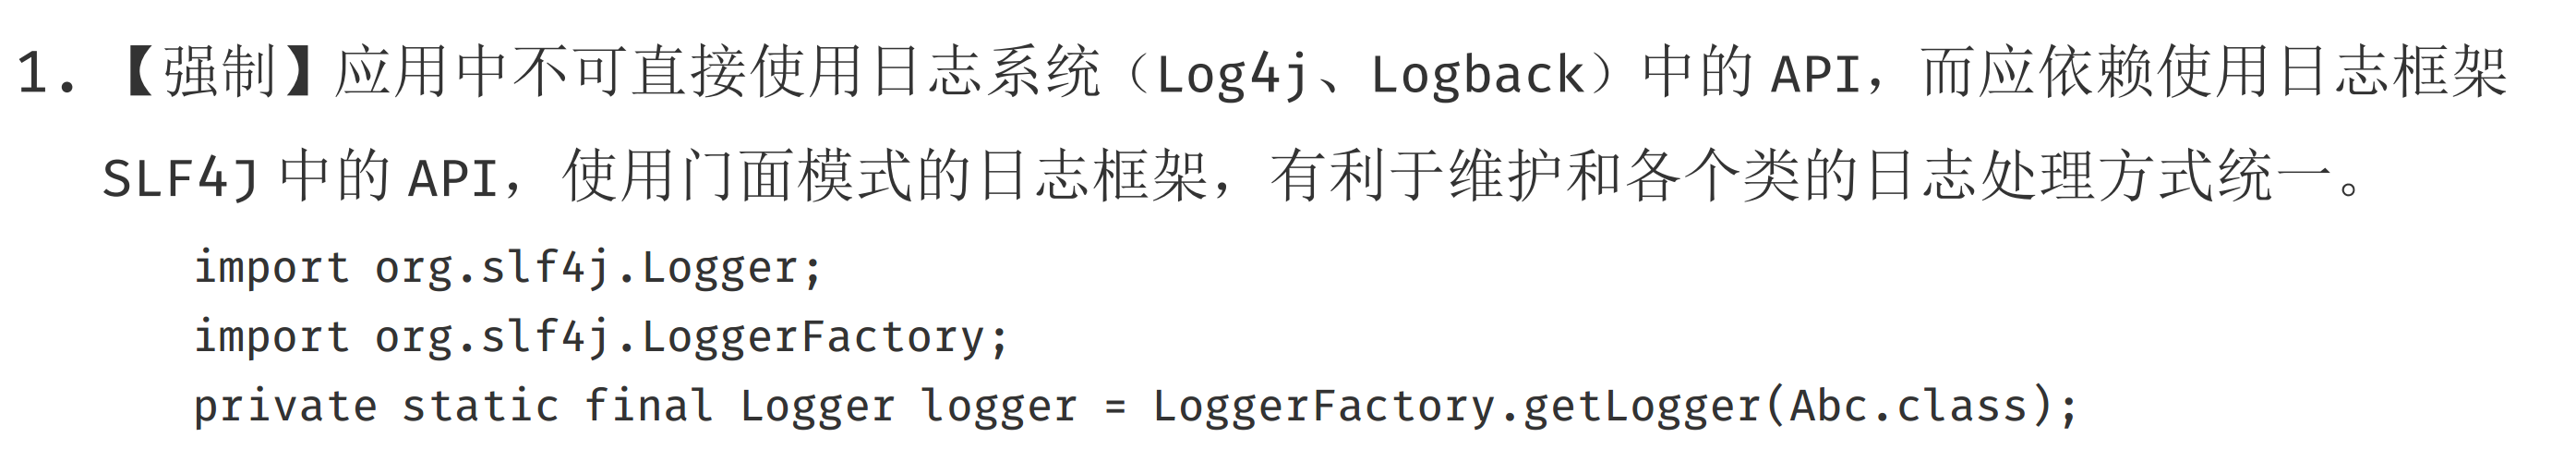 1. 【强制】应用中不可直接使用日志系统（Log4j、Logback）中的 API，而应依赖使用日志框架
SLF4J 中的 API，使用门面模式的日志框架，有利于维护和各个类的日志处理方式统一。
import org.slf4j.Logger;
import org.slf4j.LoggerFactory;
private static final Logger logger = LoggerFactory.getLogger(Abc.class);